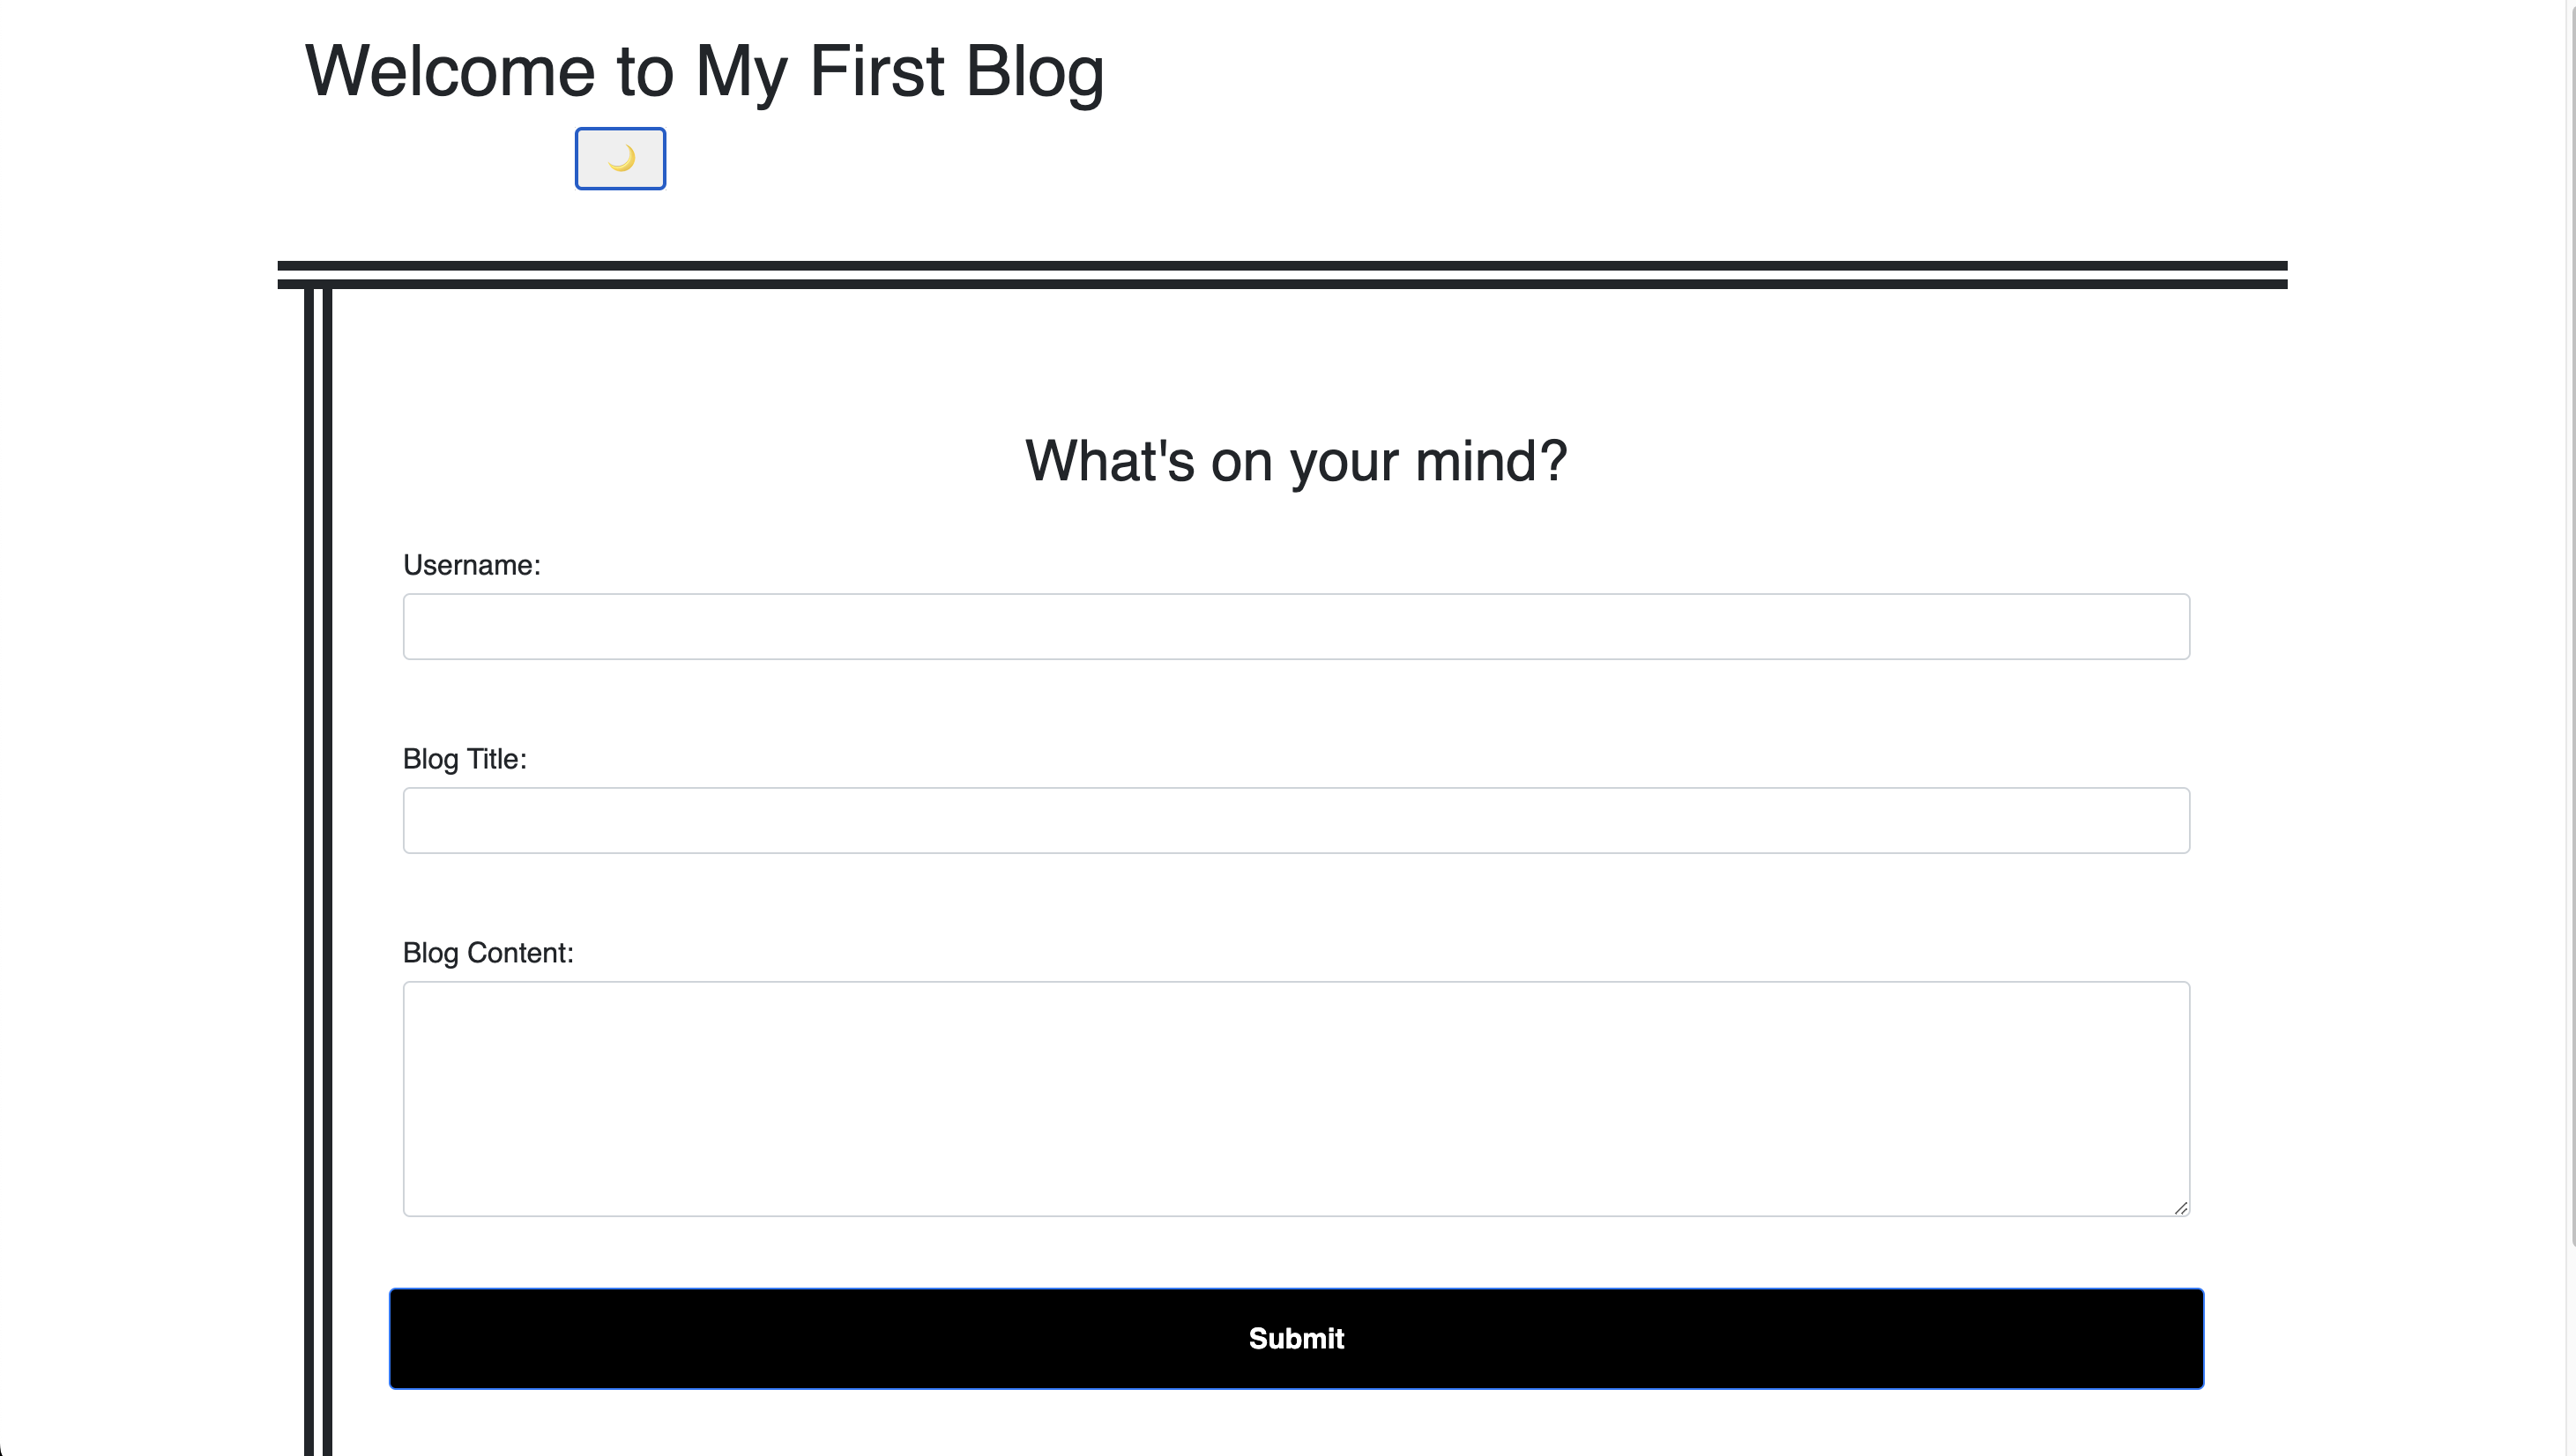 Welcome to My First Blog
🌙
What's on your mind?
Username:
Blog Title:
Blog Content:
Submit